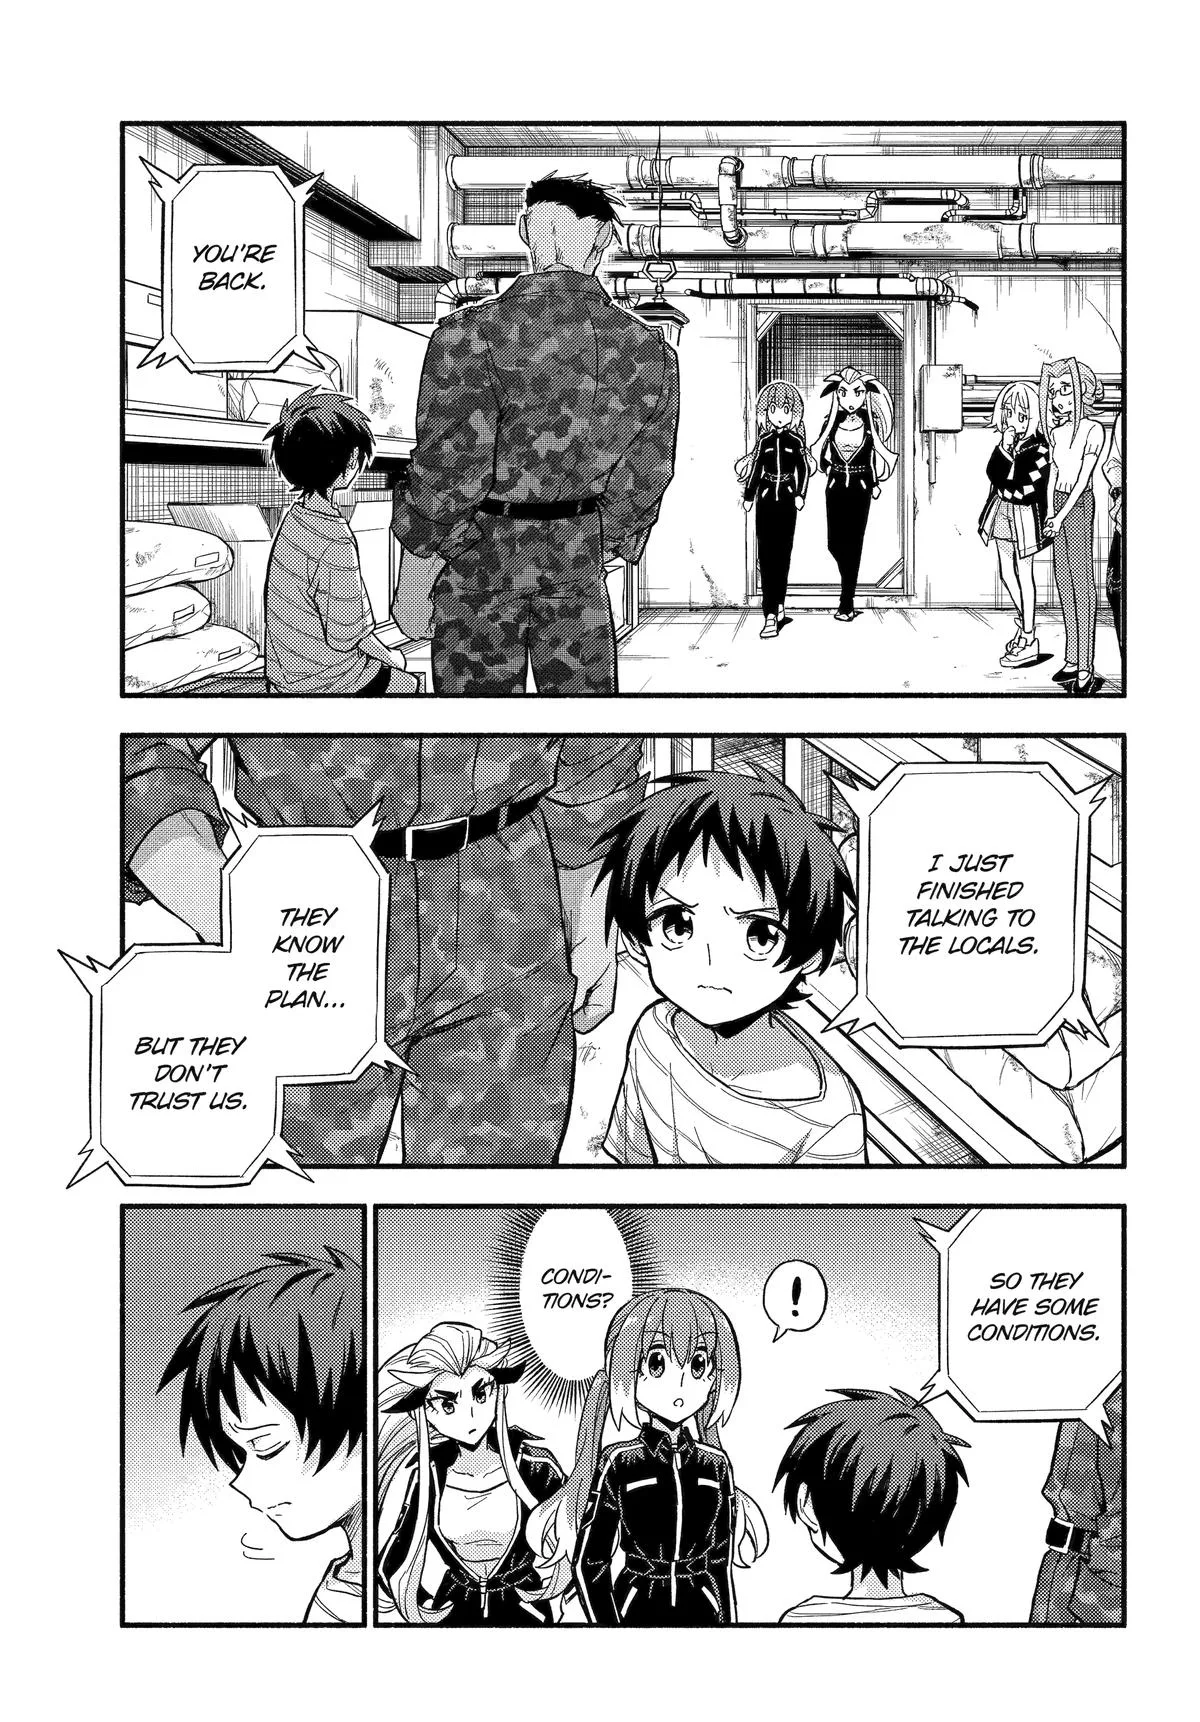 YOU'RE
BACK.
I JUST
FINISHED
TALKING TO
THE LOCALS.
THEY
KNOW
THE
PLAN...
BUT THEY
DON'T
TRUST US.
SO THEY
HAVE SOME
CONDITIONS.
!
CONDI-
TIONS?